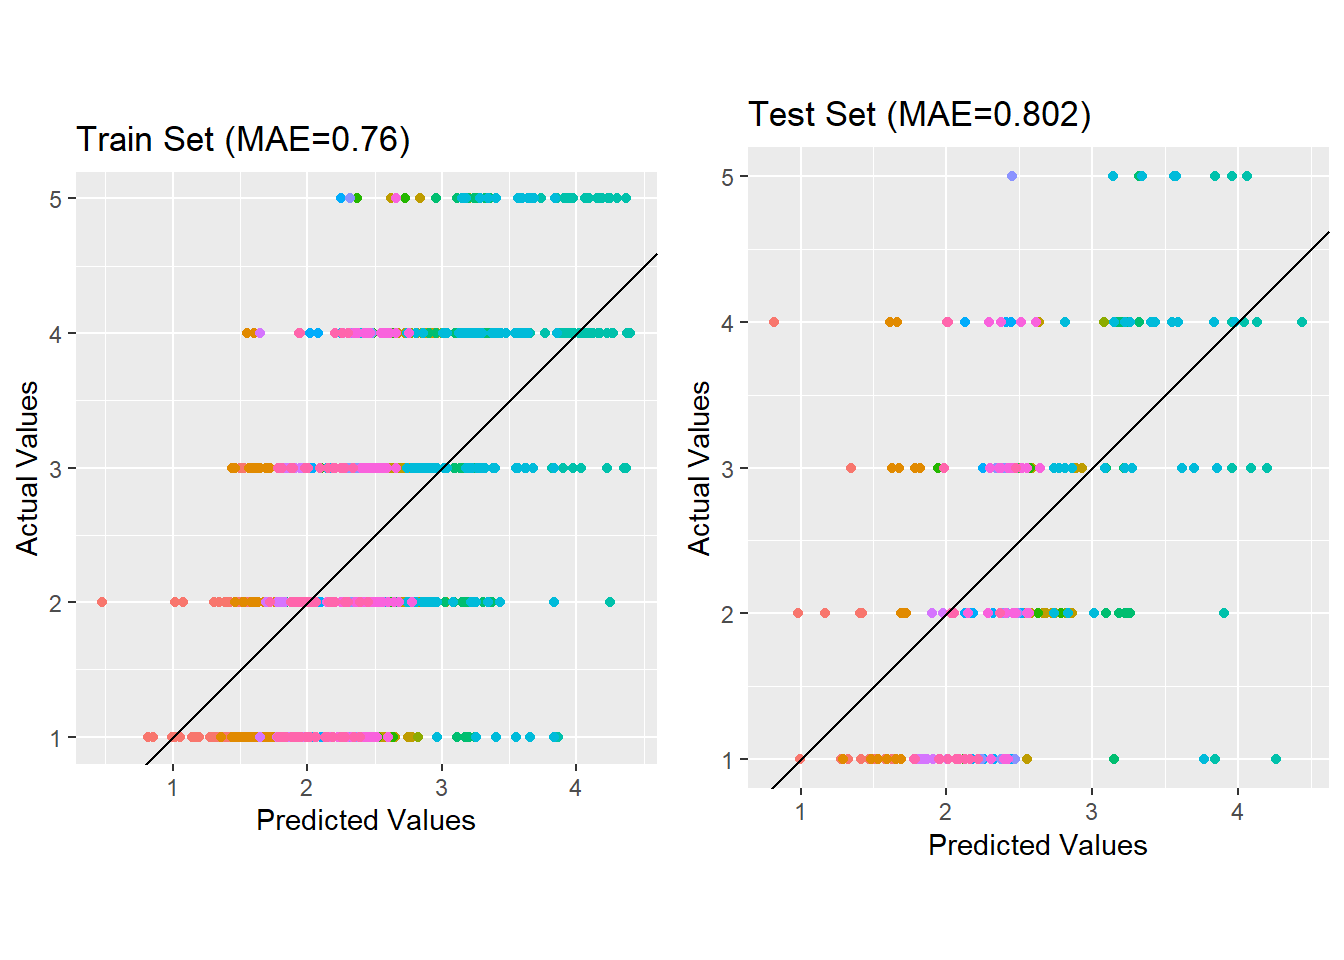 Train Set (MAE=0.76)
5
4
3
2
1
Actual Values
1 2 3 4
Predicted Values
Test Set (MAE=0.802)
5
4
3
2
1
Actual Values
1 2 3 4
Predicted Values